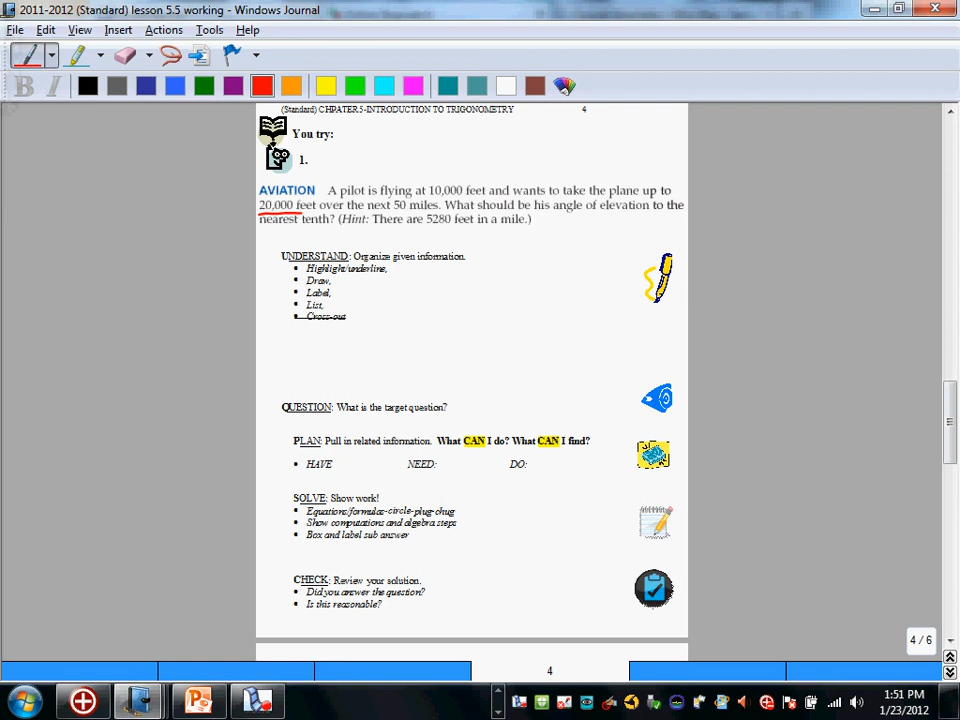 2011-2012 (Standard) lesson 5.5 working - Windows Journal
File Edit View Insert Actions Tools Help
B I
(Standard) CHPATER 5-INTRODUCTION TO TRIGONOMETRY 4
You try:
1.
AVIATION A pilot is flying at 10,000 feet and wants to take the plane up to
20,000 feet over the next 50 miles. What should be his angle of elevation to the
nearest tenth? (Hint: There are 5280 feet in a mile.)
UNDERSTAND: Organize given information.
• Highlight/underline,
• Draw,
• Label,
• List,
• Cross-out
QUESTION: What is the target question?
PLAN: Pull in related information. What CAN I do? What CAN I find?
• HAVE NEED: DO:
SOLVE: Show work!
• Equations/formulas-circle-plug-chug
• Show computations and algebra steps
• Box and label sub answer
CHECK: Review your solution.
• Did you answer the question?
• Is this reasonable?
4 / 6
4
1:51 PM
1/23/2012